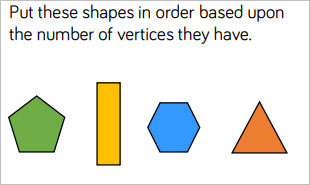 Put these shapes in order based upon
the number of vertices they have.